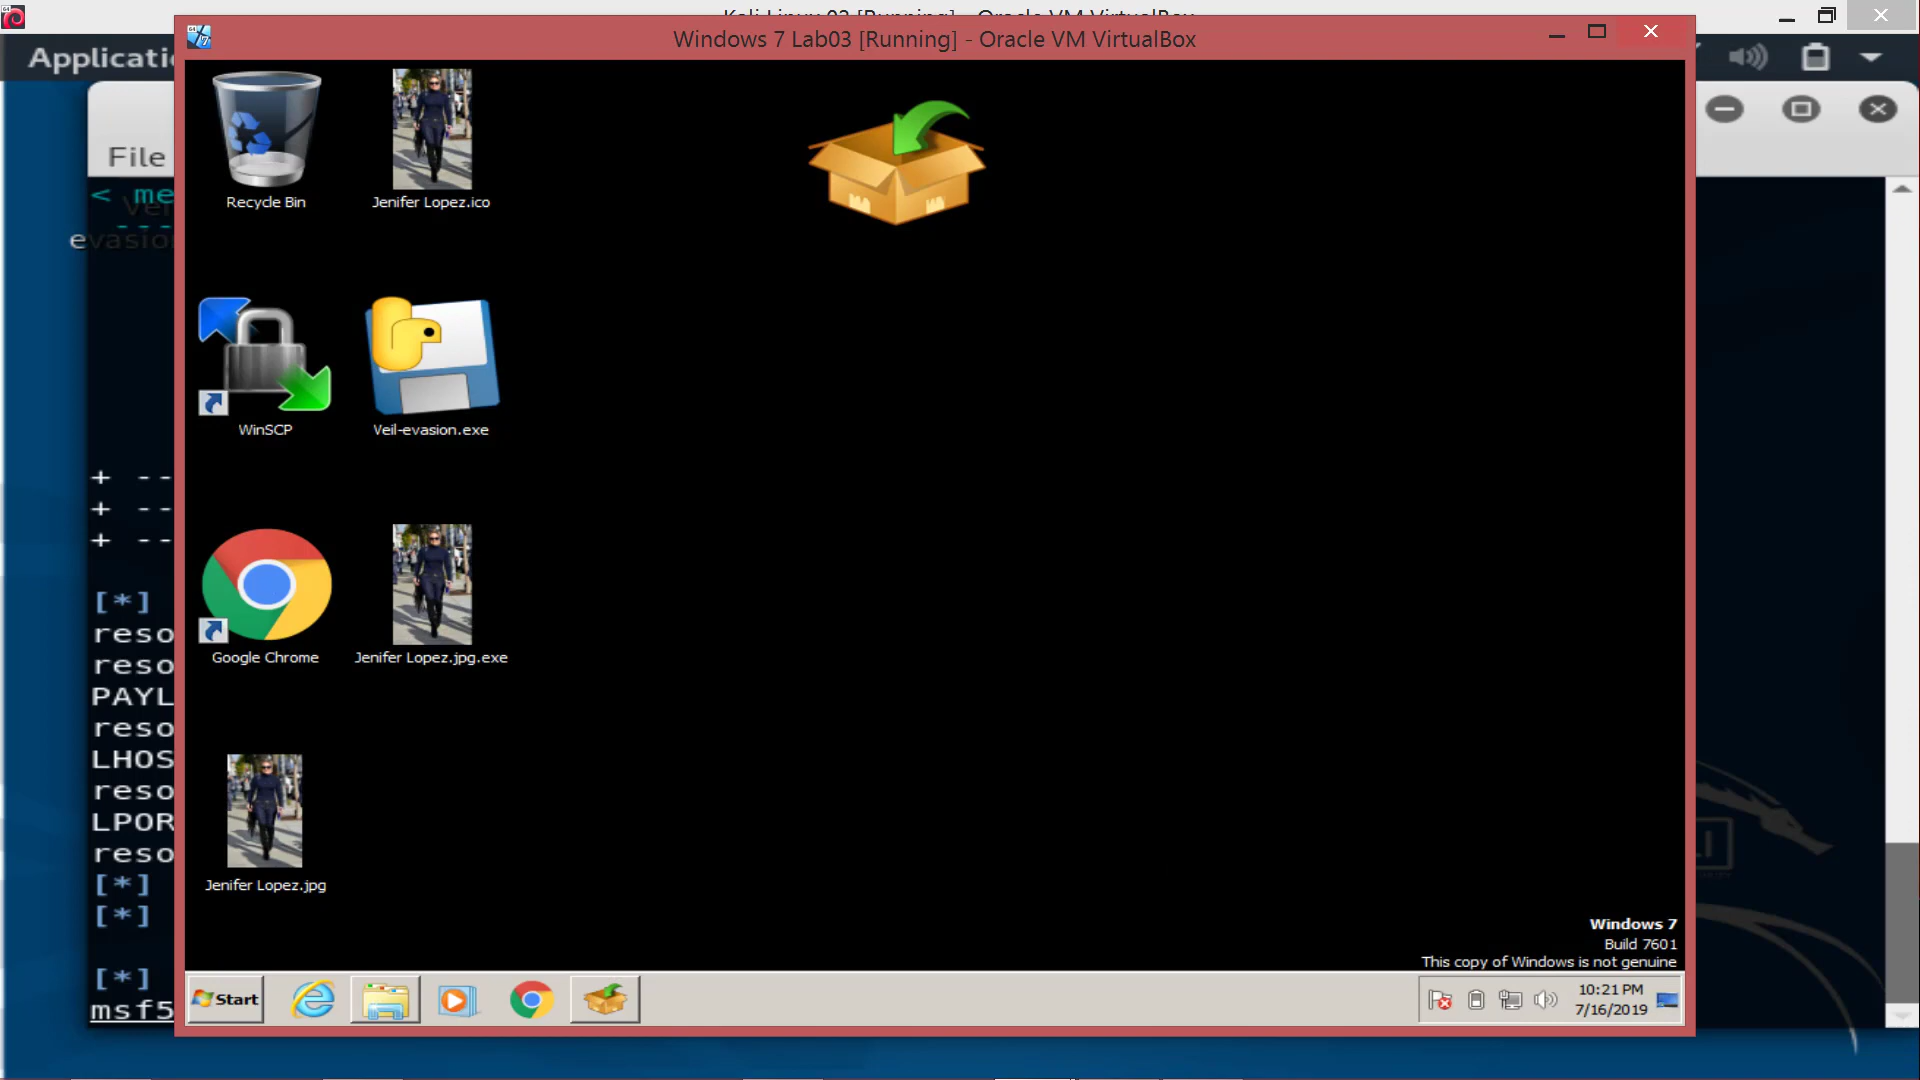 Windows 7 Lab03 [Running] - Oracle VM VirtualBox
Applicati
File
< me
evasion
+ --
+ --
+ --
[*]
reso
reso
PAYL
reso
LHOS
reso
LPOR
reso
[*]
[*]
[*]
msf5
Recycle Bin
Jenifer Lopez.ico
WinSCP
Veil-evasion.exe
Google Chrome
Jenifer Lopez.jpg.exe
Jenifer Lopez.jpg
Windows 7
Build 7601
This copy of Windows is not genuine
Start
10:21 PM
7/16/2019